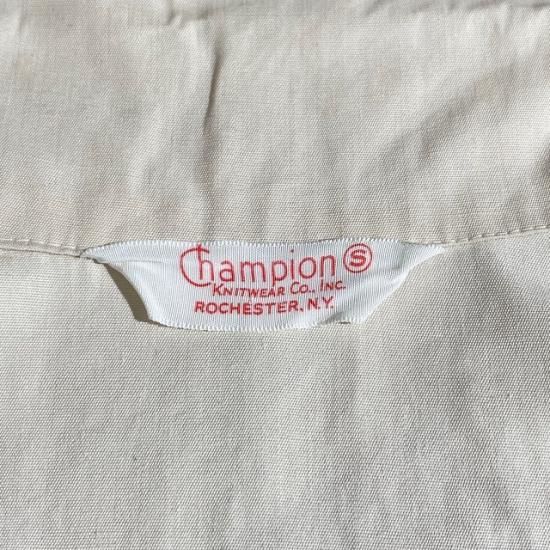 Champion S
KNITWEAR CO., INC.
ROCHESTER, N.Y.